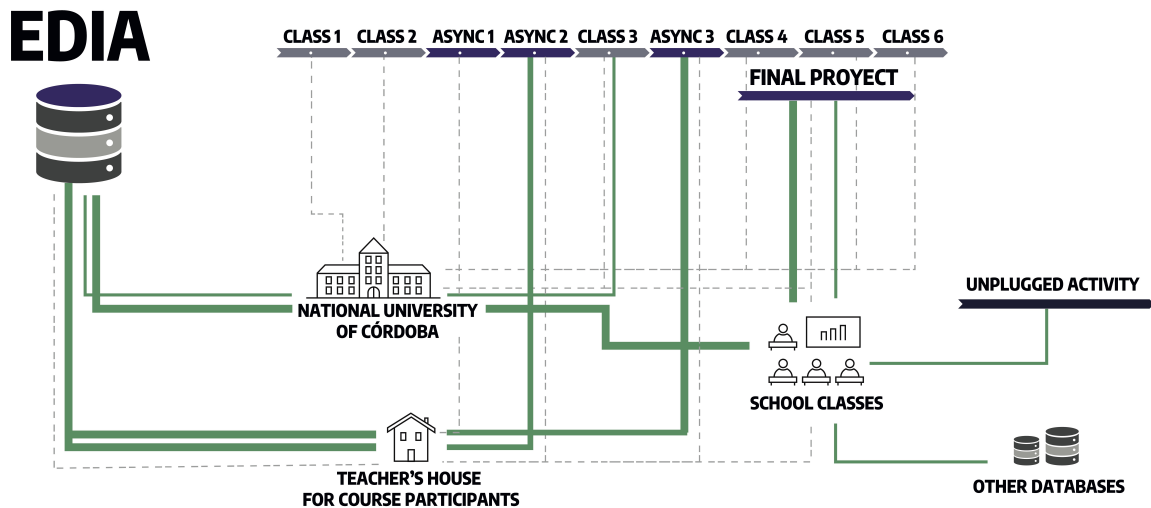 EDIA
CLASS 1 CLASS 2 ASYNC 1 ASYNC 2 CLASS 3 ASYNC 3 CLASS 4 CLASS 5 CLASS 6
FINAL PROYECT
UNPLUGGED ACTIVITY
NATIONAL UNIVERSITY
OF CÓRDOBA
SCHOOL CLASSES
TEACHER'S HOUSE
FOR COURSE PARTICIPANTS
OTHER DATABASES